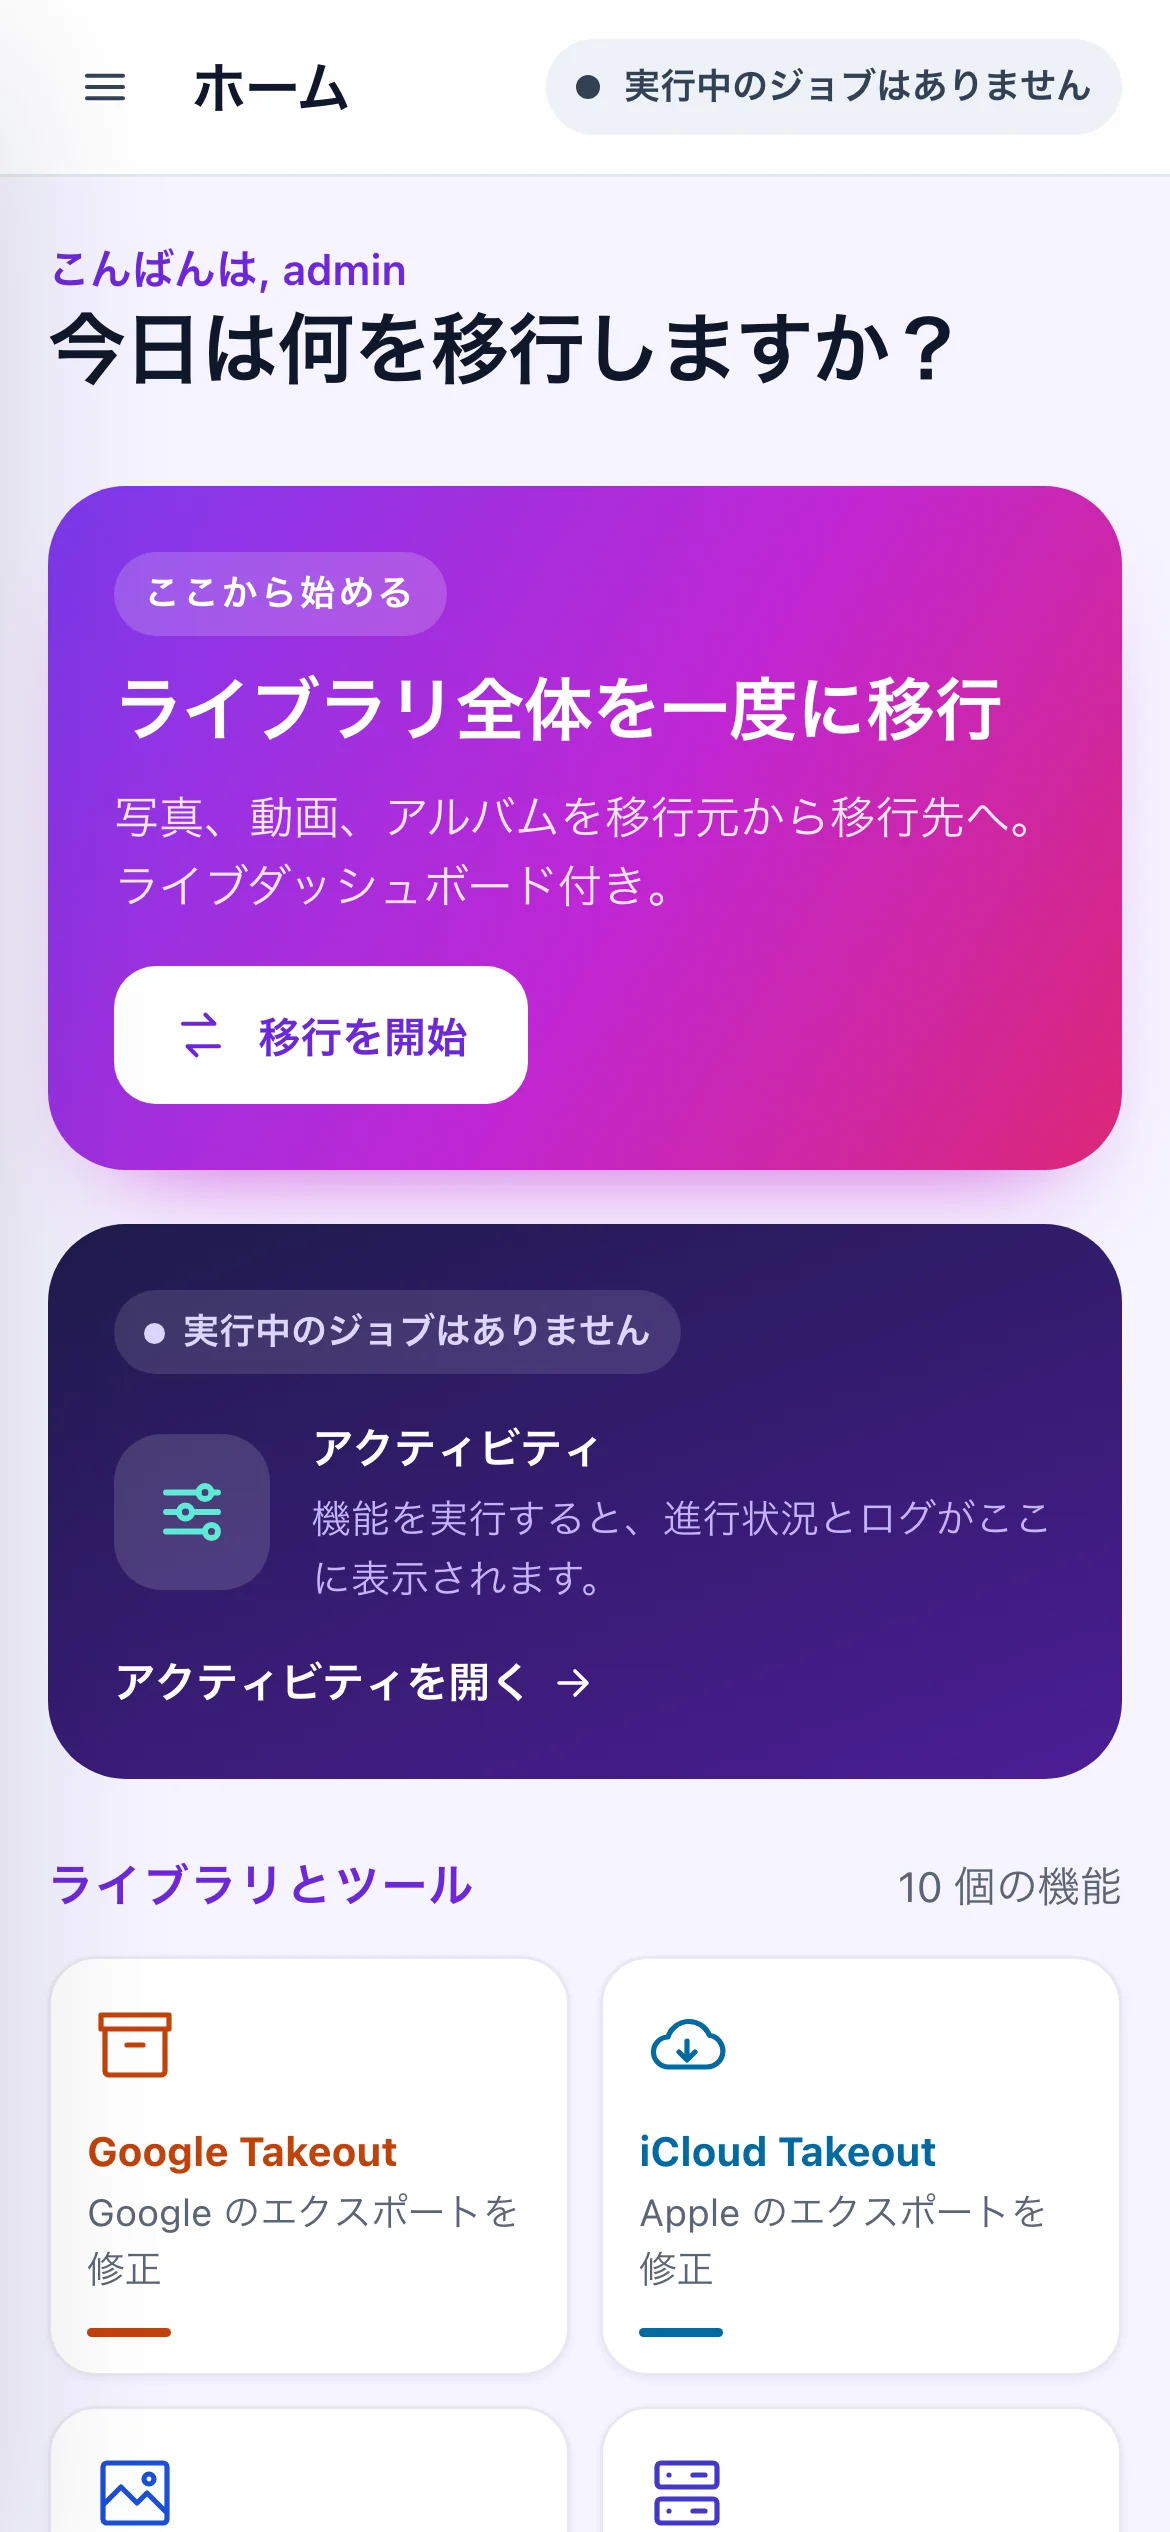 ホーム
実行中のジョブはありません
こんばんは, admin
今日は何を移行しますか？
ここから始める
ライブラリ全体を一度に移行
写真、動画、アルバムを移行元から移行先へ。
ライブダッシュボード付き。
移行を開始
実行中のジョブはありません
アクティビティ
機能を実行すると、進行状況とログがここ
に表示されます。
アクティビティを開く →
ライブラリとツール
10 個の機能
Google Takeout
Google のエクスポートを
修正
iCloud Takeout
Apple のエクスポートを
修正